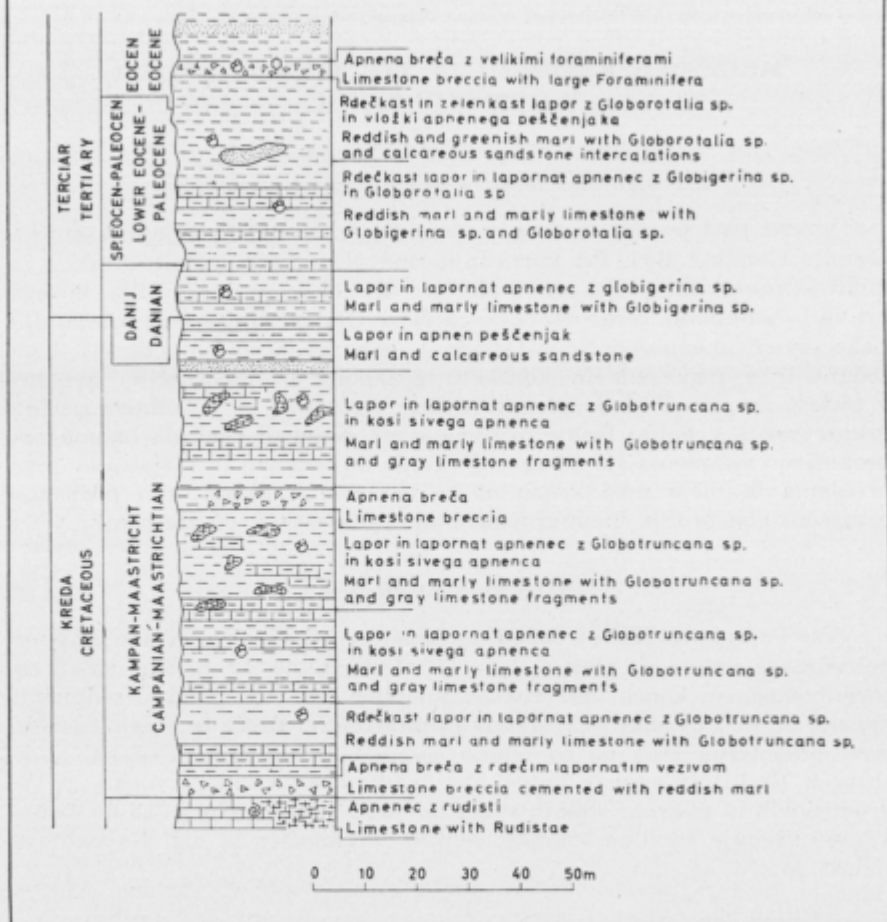 TERCIAR
TERTIARY
EOCEN
EOCENE
SP.EOCEN-PALEOCEN
LOWER EOCENE-
PALEOCENE
DANIJ
DANIAN
KREDA
CRETACEOUS
KAMPAN-MAASTRICHT
CAMPANIAN-MAASTRICHTIAN
Apnena breča z velikimi foraminiferami
Limestone breccia with large Foraminifera
Rdečkast in zelenkast lapor z Globorotalia sp.
in vložki apnenega peščenjaka
Reddish and greenish marl with Globorotalia sp.
and calcareous sandstone intercalations
Rdečkast lapor in lapornat apnenec z Globigerina sp.
in Globorotalia sp
Reddish marl and marly limestone with
Globigerina sp. and Globorotalia sp.
Lapor in lapornat apnenec z globigerina sp.
Marl and marly limestone with Globigerina sp.
Lapor in apnen peščenjak
Marl and calcareous sandstone
Lapor in lapornat apnenec z Globotruncana sp.
in kosi sivega apnenca
Marl and marly limestone with Globotruncana sp.
and gray limestone fragments
Apnena breča
Limestone breccia
Lapor in lapornat apnenec z Globotruncana sp.
in kosi sivega apnenca
Marl and marly limestone with Globotruncana sp.
and gray limestone fragments
Lapor in lapornat apnenec z Globotruncana sp.
in kosi sivega apnenca
Marl and marly limestone with Globotruncana sp.
and gray limestone fragments
Rdečkast lapor in lapornat apnenec z Globotruncana sp.
Reddish marl and marly limestone with Globotruncana sp.
Apnena breča z rdečim lapornatim vezivom
Limestone breccia cemented with reddish marl
Apnenec z rudisti
Limestone with Rudistae
0 10 20 30 40 50m